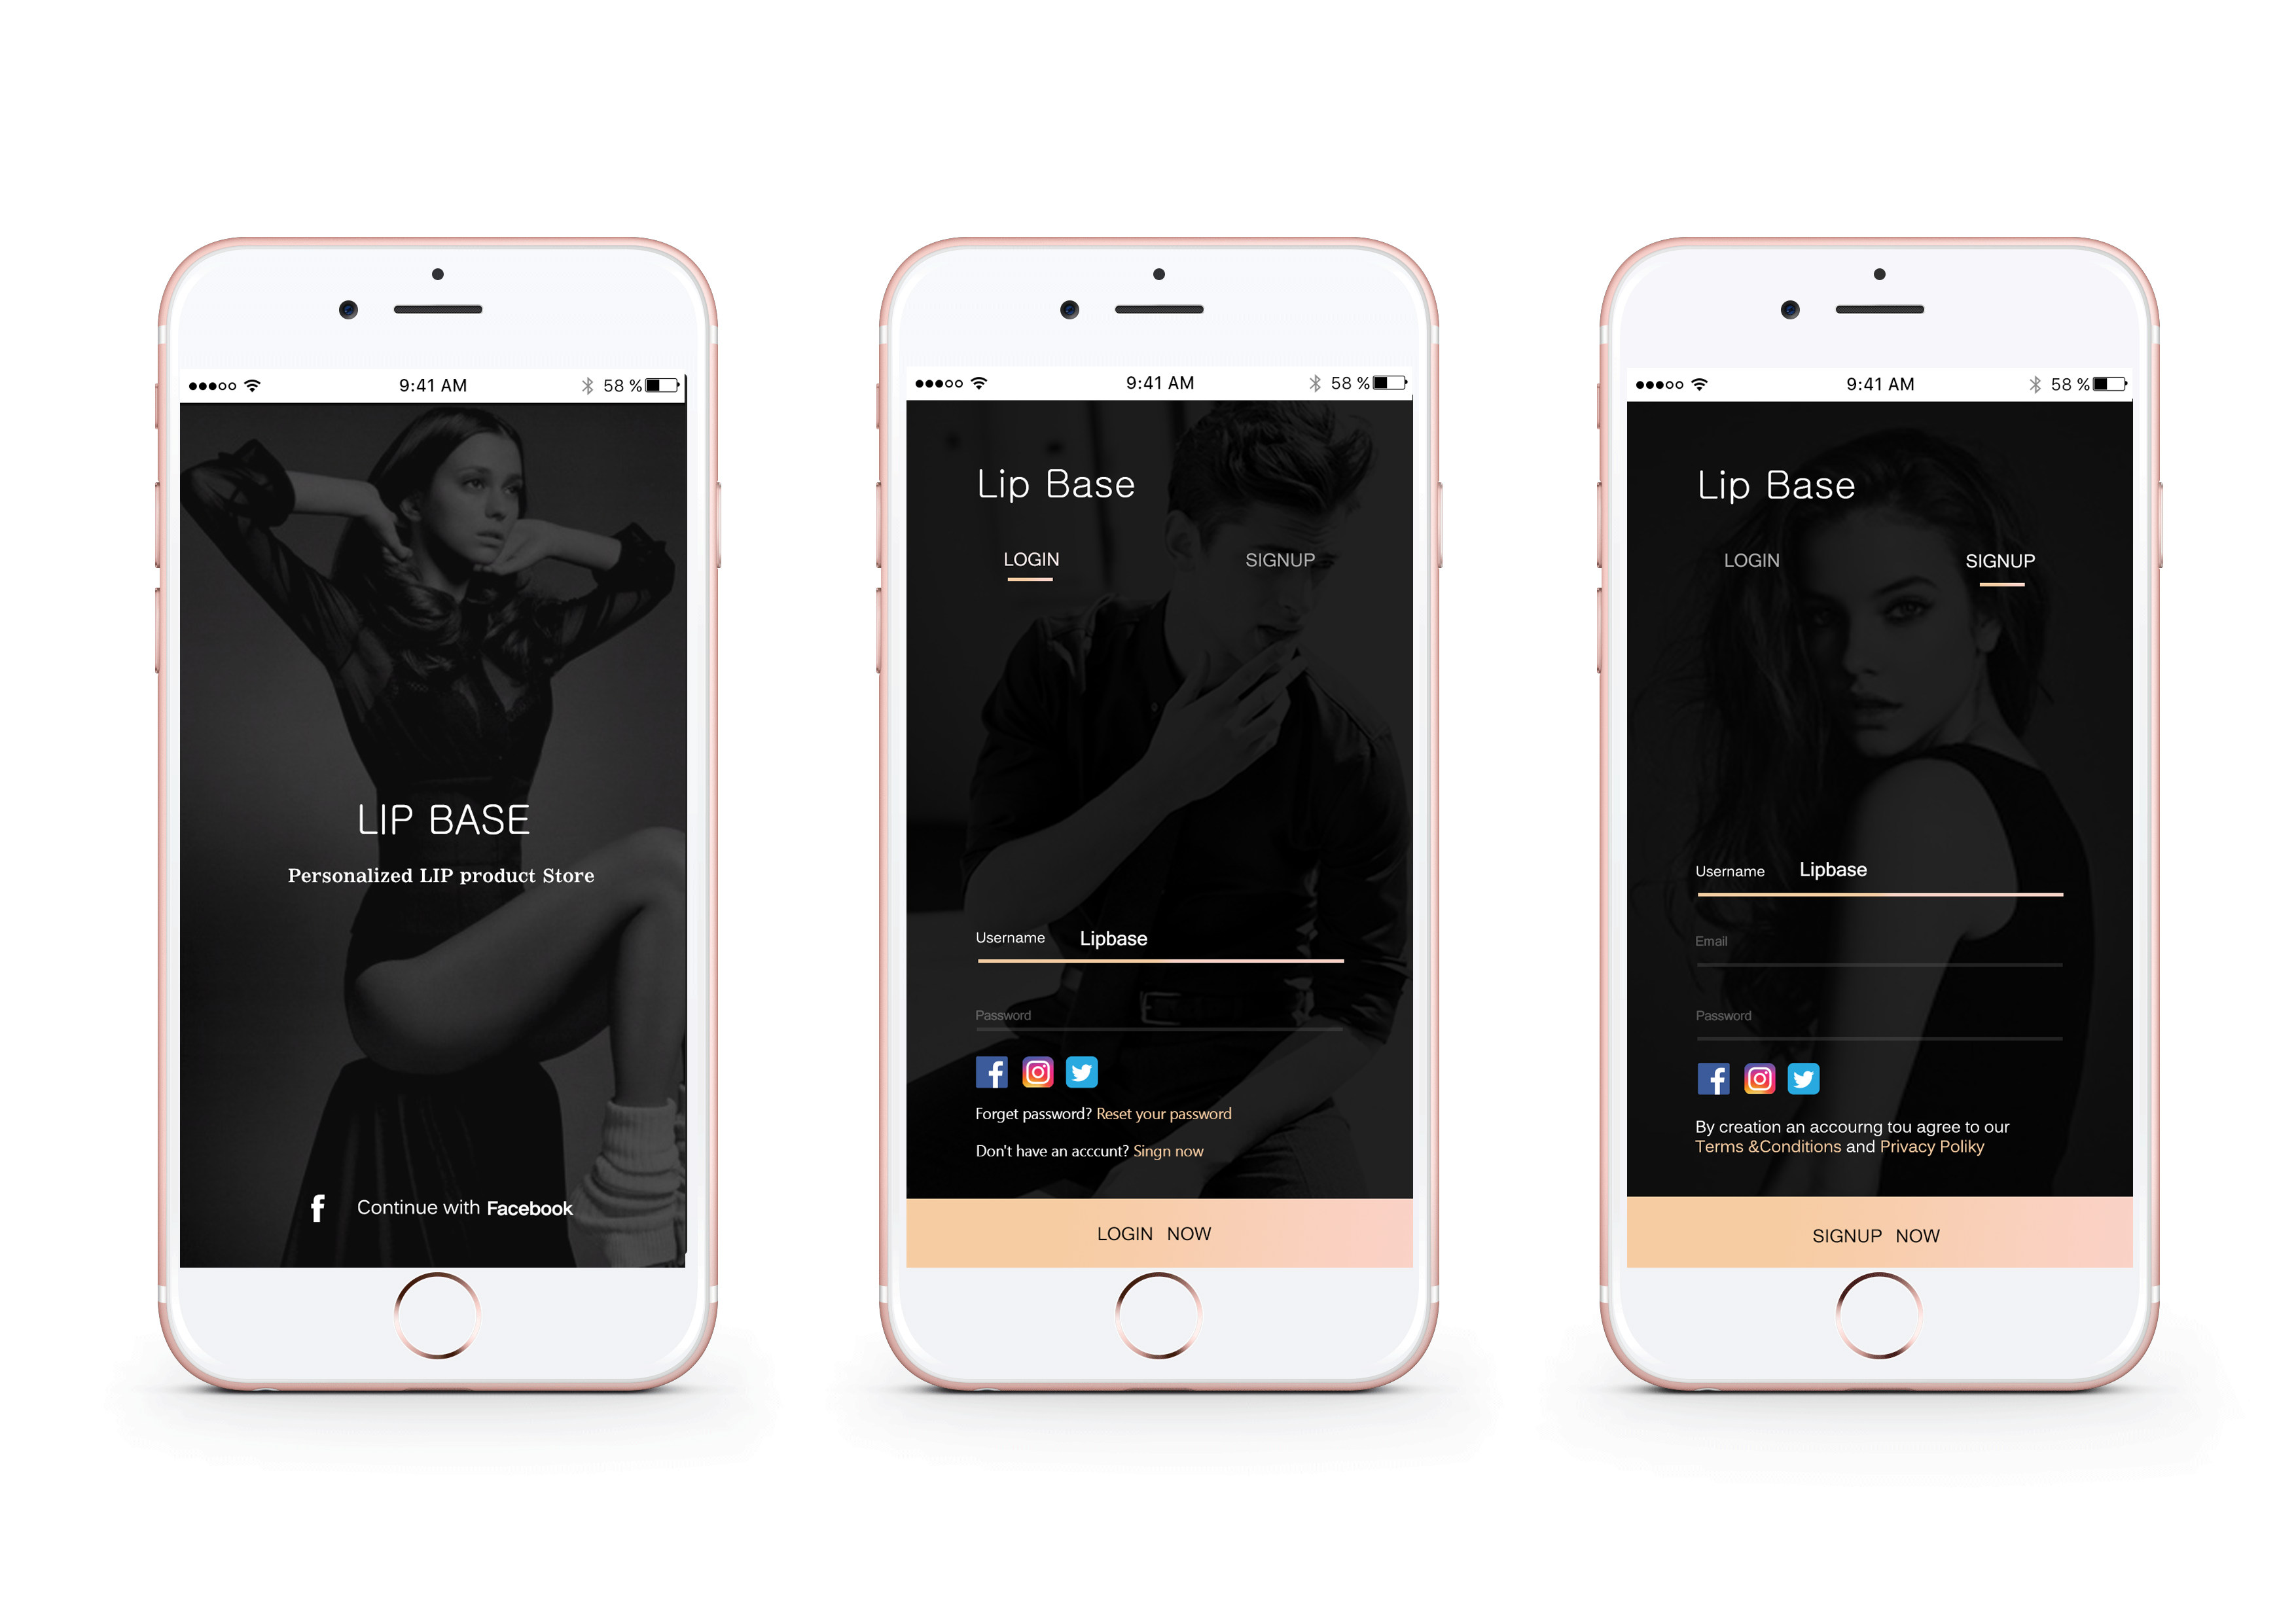 9:41 AM 58 %
LIP BASE
Personalized LIP product Store
f Continue with Facebook
9:41 AM 58 %
Lip Base
LOGIN SIGNUP
Username Lipbase
Password
Forget password? Reset your password
Don't have an acccunt? Singn now
LOGIN NOW
9:41 AM 58 %
Lip Base
LOGIN SIGNUP
Username Lipbase
Email
Password
By creation an accourng tou agree to our
Terms &Conditions and Privacy Poliky
SIGNUP NOW